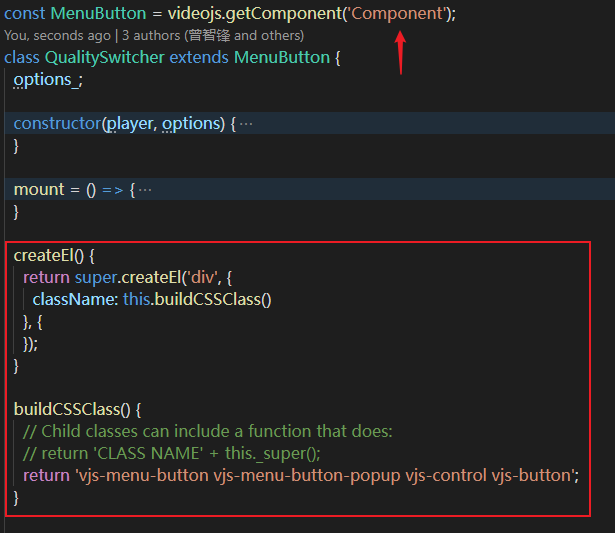 const MenuButton = videojs.getComponent('Component');
You, seconds ago | 3 authors (曾智锋 and others)
class QualitySwitcher extends MenuButton {
options_;
constructor(player, options) { ···
}
mount = () => { ···
}
createEl() {
return super.createEl('div', {
className: this.buildCSSClass()
}, {
});
}
buildCSSClass() {
// Child classes can include a function that does:
// return 'CLASS NAME' + this._super();
return 'vjs-menu-button vjs-menu-button-popup vjs-control vjs-button';
}